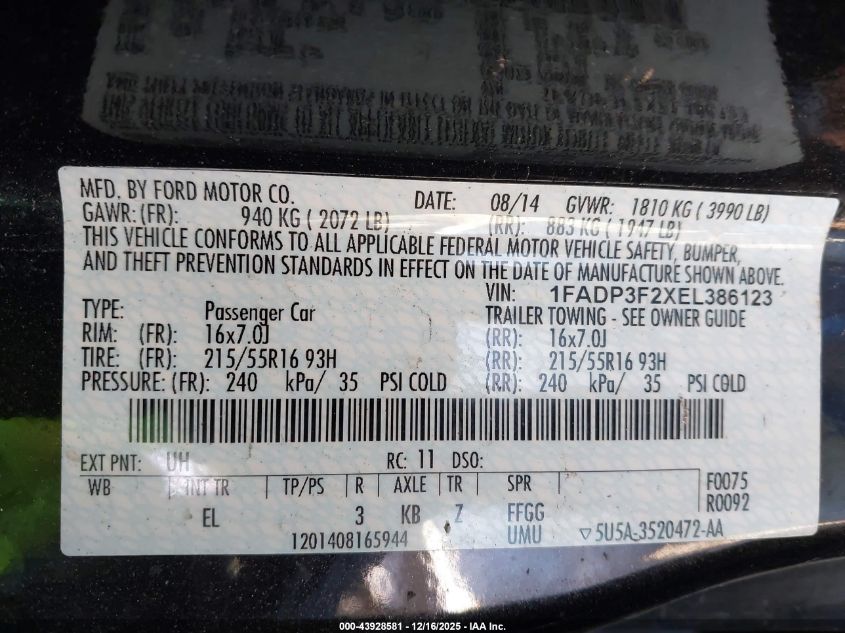 MFD. BY FORD MOTOR CO. DATE: 08/14 GVWR: 1810 KG ( 3990 LB)
GAWR:(FR): 940 KG ( 2072 LB) (RR): 883 KG ( 1947 LB)
THIS VEHICLE CONFORMS TO ALL APPLICABLE FEDERAL MOTOR VEHICLE SAFETY, BUMPER,
AND THEFT PREVENTION STANDARDS IN EFFECT ON THE DATE OF MANUFACTURE SHOWN ABOVE.
VIN: 1FADP3F2XEL386123
TYPE: Passenger Car TRAILER TOWING - SEE OWNER GUIDE
RIM: (FR): 16x7.0J (RR): 16x7.0J
TIRE: (FR): 215/55R16 93H (RR): 215/55R16 93H
PRESSURE: (FR): 240 kPa/ 35 PSI COLD (RR): 240 kPa/ 35 PSI COLD
EXT PNT: UH RC: 11 DSO:
WB INT TR TP/PS R AXLE TR SPR F0075
R0092
EL 3 KB Z FFGG
1201408165944 UMU ▽5U5A-3520472-AA
000-43928581 - 12/16/2025 - IAA Inc.